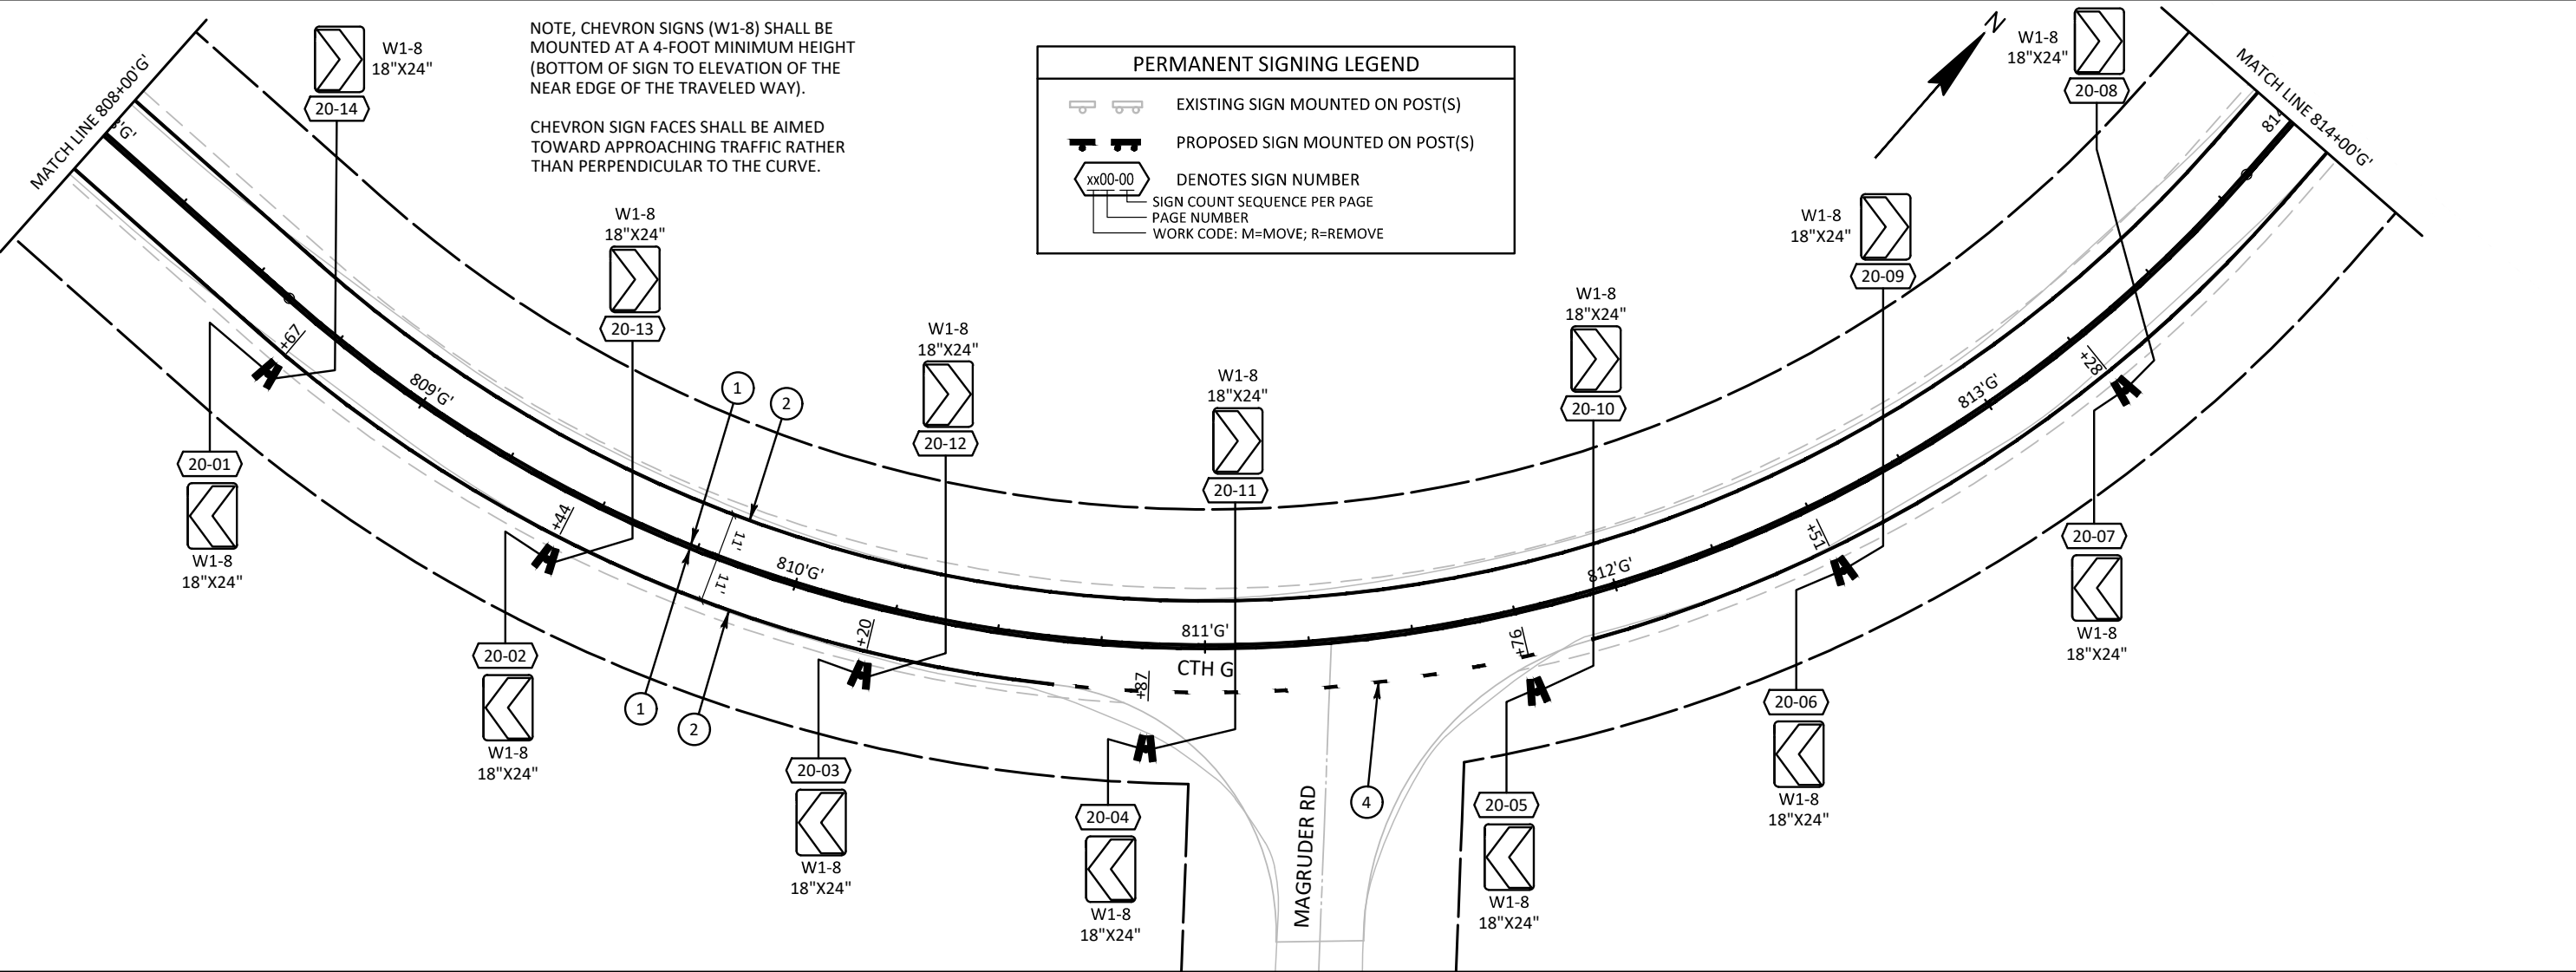 MATCH LINE 808+00'G'
'G'
W1-8
18"X24"
20-14
NOTE, CHEVRON SIGNS (W1-8) SHALL BE
MOUNTED AT A 4-FOOT MINIMUM HEIGHT
(BOTTOM OF SIGN TO ELEVATION OF THE
NEAR EDGE OF THE TRAVELED WAY).
CHEVRON SIGN FACES SHALL BE AIMED
TOWARD APPROACHING TRAFFIC RATHER
THAN PERPENDICULAR TO THE CURVE.
PERMANENT SIGNING LEGEND
EXISTING SIGN MOUNTED ON POST(S)
PROPOSED SIGN MOUNTED ON POST(S)
xx00-00
DENOTES SIGN NUMBER
SIGN COUNT SEQUENCE PER PAGE
PAGE NUMBER
WORK CODE: M=MOVE; R=REMOVE
N
W1-8
18"X24"
20-08
MATCH LINE 814+00'G'
814
W1-8
18"X24"
20-13
W1-8
18"X24"
20-12
W1-8
18"X24"
20-11
W1-8
18"X24"
20-10
W1-8
18"X24"
20-09
+67
809'G'
+44
1
2
11'
11'
810'G'
+20
811'G'
CTH G
+87
+76
812'G'
+51
813'G'
+28
1
2
4
MAGRUDER RD
20-01
W1-8
18"X24"
20-02
W1-8
18"X24"
20-03
W1-8
18"X24"
20-04
W1-8
18"X24"
20-05
W1-8
18"X24"
20-06
W1-8
18"X24"
20-07
W1-8
18"X24"